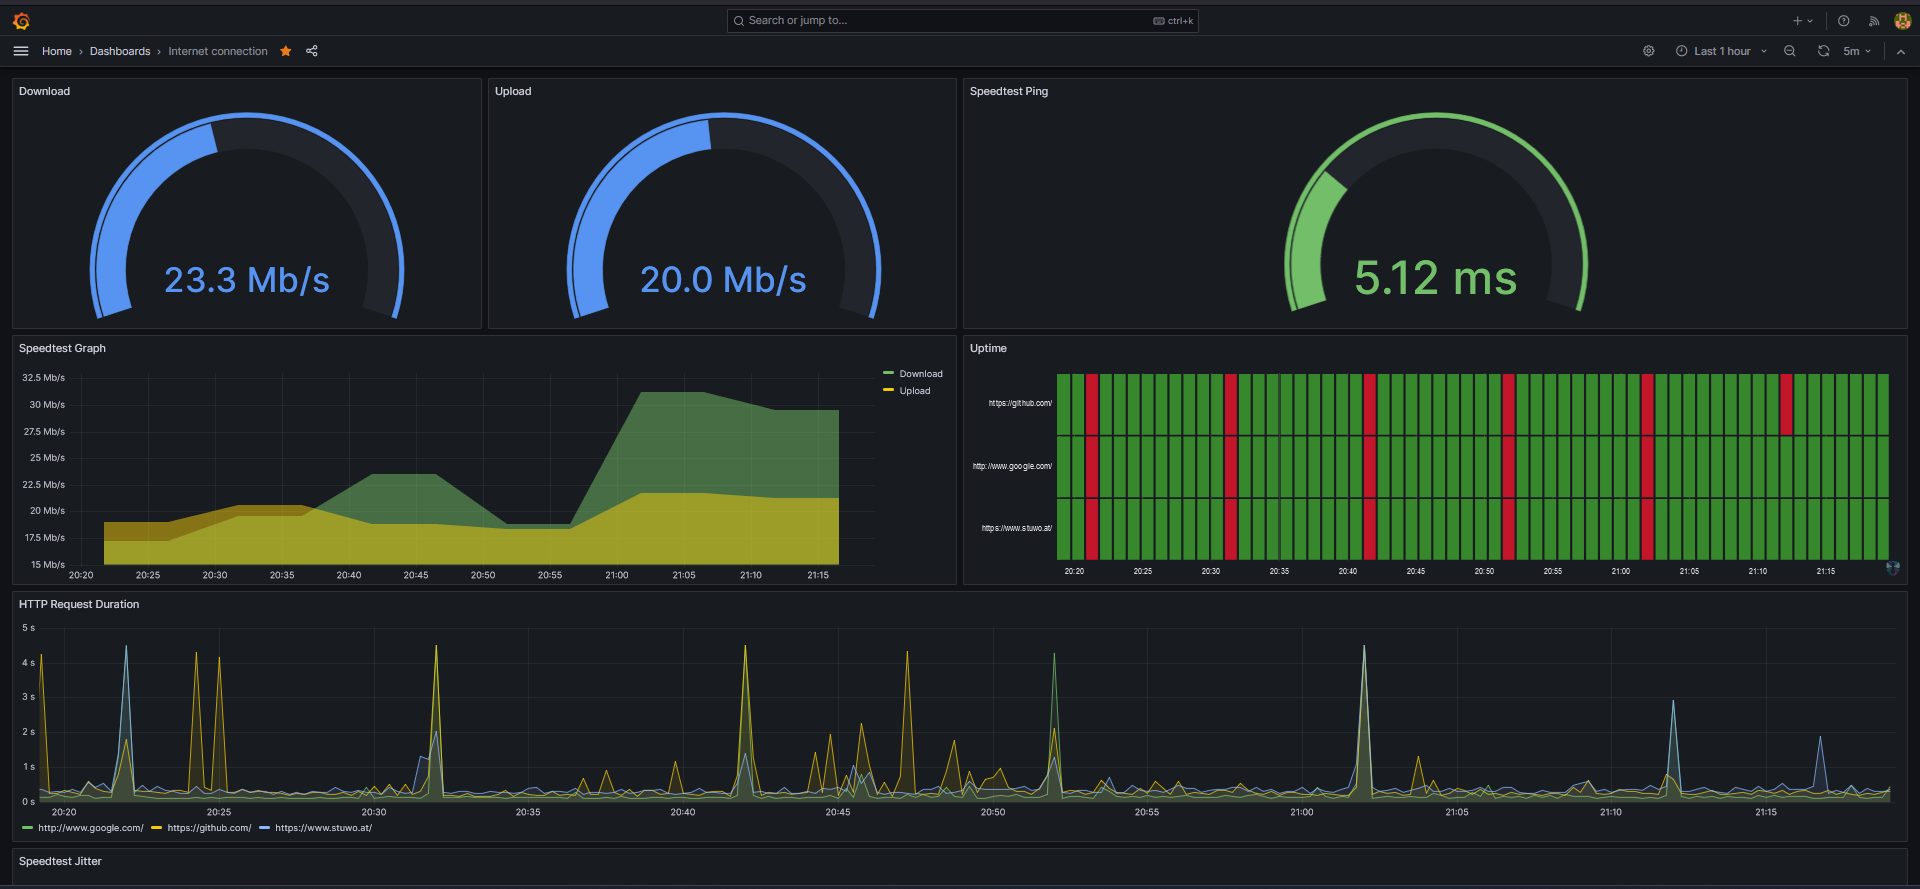 Search or jump to...
ctrl+k
Home › Dashboards › Internet connection
Last 1 hour
5m
Download
23.3 Mb/s
Upload
20.0 Mb/s
Speedtest Ping
5.12 ms
Speedtest Graph
32.5 Mb/s
30 Mb/s
27.5 Mb/s
25 Mb/s
22.5 Mb/s
20 Mb/s
17.5 Mb/s
15 Mb/s
20:20 20:25 20:30 20:35 20:40 20:45 20:50 20:55 21:00 21:05 21:10 21:15
Download
Upload
Uptime
https://github.com/
http://www.google.com/
https://www.stuwo.at/
20:20 20:25 20:30 20:35 20:40 20:45 20:50 20:55 21:00 21:05 21:10 21:15
HTTP Request Duration
5 s
4 s
3 s
2 s
1 s
0 s
20:20 20:25 20:30 20:35 20:40 20:45 20:50 20:55 21:00 21:05 21:10 21:15
http://www.google.com/ https://github.com/ https://www.stuwo.at/
Speedtest Jitter